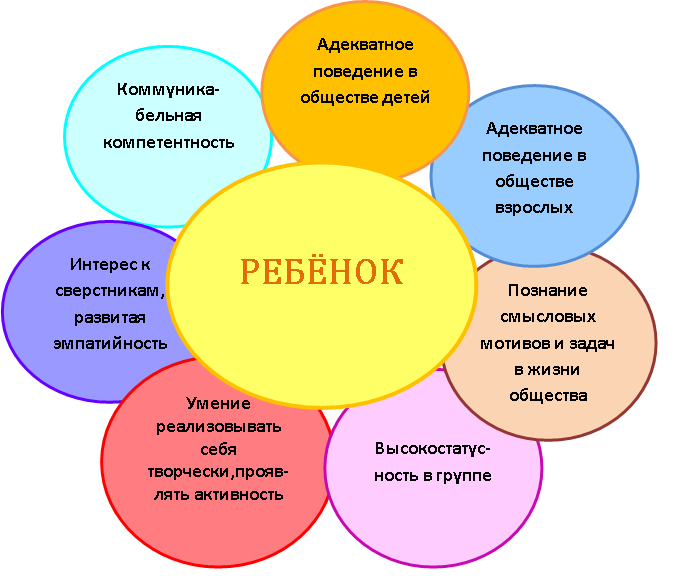 Адекватное
поведение в
обществе детей
Коммуника-
бельная
компетентность
Адекватное
поведение в
обществе
взрослых
РЕБЁНОК
Интерес к
сверстникам,
развитая
эмпатийность
Познание
смысловых
мотивов и задач
в жизни
общества
Умение
реализовывать
себя
творчески,прояв-
лять активность
Высокостатус-
ность в группе